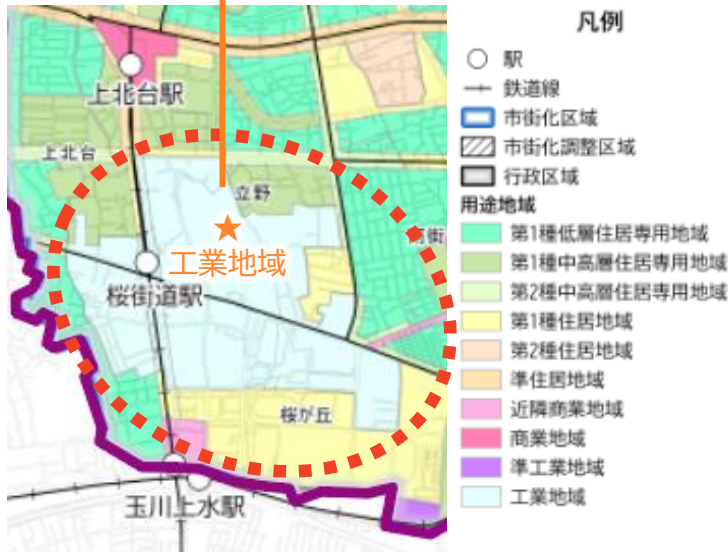 上北台駅
上北台
立野
南街
工業地域
桜街道駅
桜が丘
玉川上水駅
凡例
駅
鉄道線
市街化区域
市街化調整区域
行政区域
用途地域
第1種低層住居専用地域
第1種中高層住居専用地域
第2種中高層住居専用地域
第1種住居地域
第2種住居地域
準住居地域
近隣商業地域
商業地域
準工業地域
工業地域